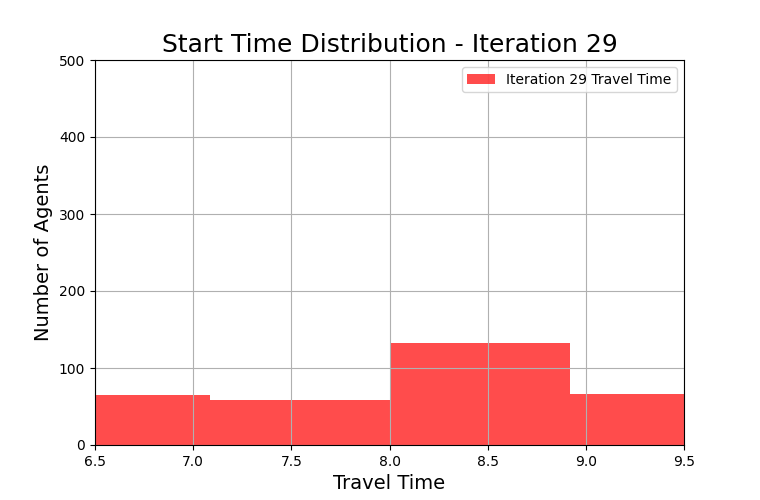 Start Time Distribution - Iteration 29
Iteration 29 Travel Time
500
400
300
200
100
0
Number of Agents
6.5 7.0 7.5 8.0 8.5 9.0 9.5
Travel Time